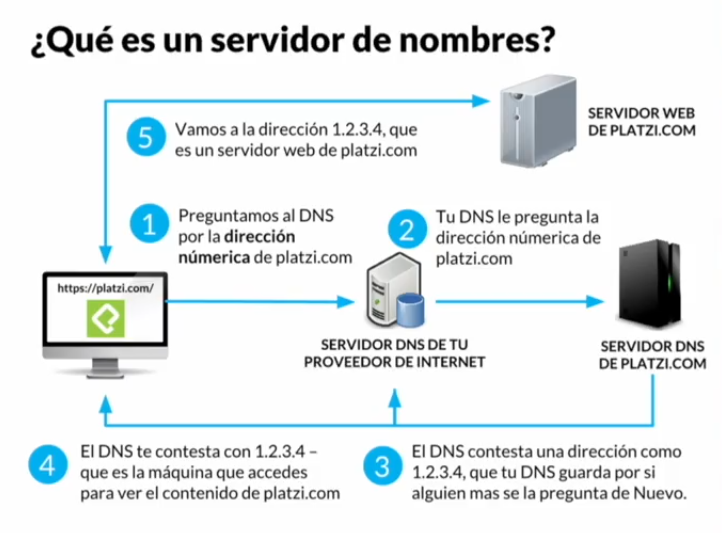 ¿Qué es un servidor de nombres?
SERVIDOR WEB
DE PLATZI.COM
5
Vamos a la dirección 1.2.3.4, que
es un servidor web de platzi.com
1
Preguntamos al DNS
por la dirección
númerica de platzi.com
2
Tu DNS le pregunta la
dirección númerica de
platzi.com
https://platzi.com/
SERVIDOR DNS DE TU
PROVEEDOR DE INTERNET
SERVIDOR DNS
DE PLATZI.COM
4
El DNS te contesta con 1.2.3.4 –
que es la máquina que accedes
para ver el contenido de platzi.com
3
El DNS contesta una dirección como
1.2.3.4, que tu DNS guarda por si
alguien mas se la pregunta de Nuevo.